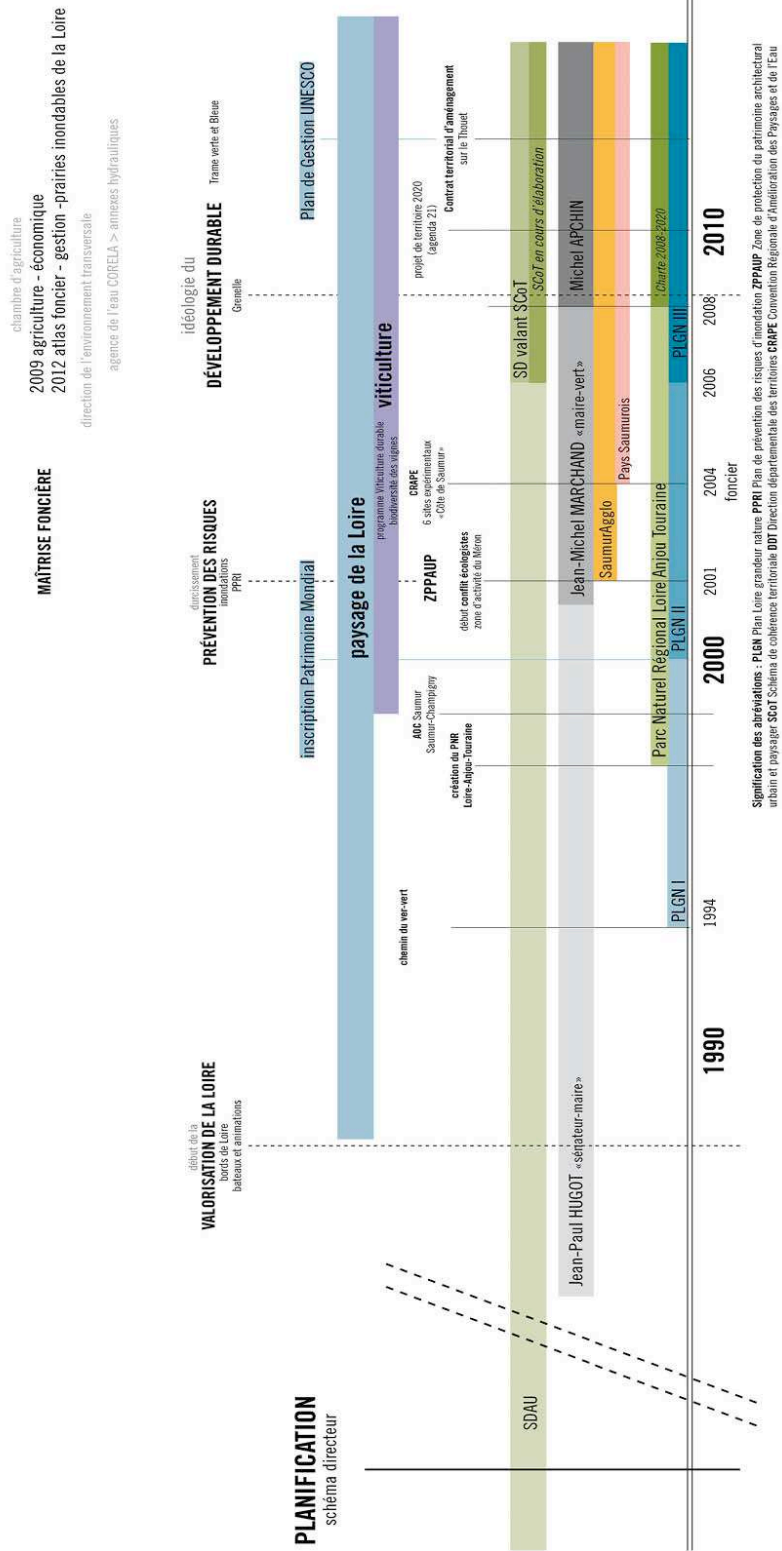 chambre d'agriculture
2009 agriculture - économique
2012 atlas foncier - gestion -prairies inondables de la Loire
direction de l'environnement transversale
agence de l'eau CORELA > annexes hydrauliques
MAÎTRISE FONCIÈRE
début de la
VALORISATION DE LA LOIRE
bords de Loire
bateaux et animations
durcissement
PRÉVENTION DES RISQUES
inondations
PPRI
idéologie du
DÉVELOPPEMENT DURABLE
Grenelle
Trame verte et Bleue
PLANIFICATION
schéma directeur
inscription Patrimoine Mondial
Plan de Gestion UNESCO
paysage de la Loire
programme Viticulture durable
biodiversité des vignes
viticulture
chemin du ver-vert
AOC Saumur
Saumur-Champigny
création du PNR
Loire-Anjou-Touraine
ZPPAUP
début conflit écologistes
zone d'activité du Méron
CRAPE
6 sites expérimentaux
«Côte de Saumur»
projet de territoire 2020
(agenda 21)
Contrat territorial d'aménagement
sur le Thouet
SDAU
SD valant SCoT
SCoT en cours d'élaboration
Jean-Paul HUGOT «sénateur-maire»
Jean-Michel MARCHAND «maire-vert»
Michel APCHIN
SaumurAgglo
Pays Saumurois
Parc Naturel Régional Loire Anjou Touraine
Charte 2008-2020
PLGN I
PLGN II
PLGN III
1990
1994
2000
2001
2004
foncier
2006
2008
2010
Signification des abréviations : PLGN Plan Loire grandeur nature PPRI Plan de prévention des risques d'inondation ZPPAUP Zone de protection du patrimoine architectural
urbain et paysager SCoT Schéma de cohérence territoriale DDT Direction départementale des territoires CRAPE Convention Régionale d'Amélioration des Paysages et de l'Eau